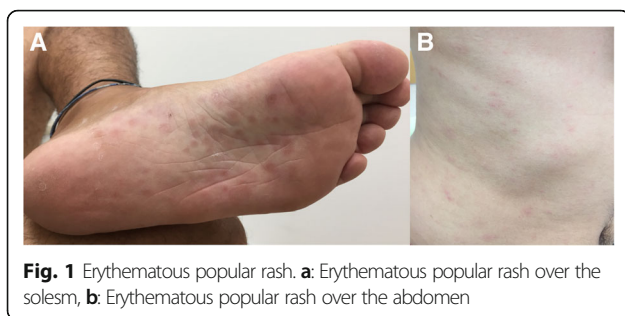 A
B
Fig. 1 Erythematous popular rash. a: Erythematous popular rash over the
solesm, b: Erythematous popular rash over the abdomen